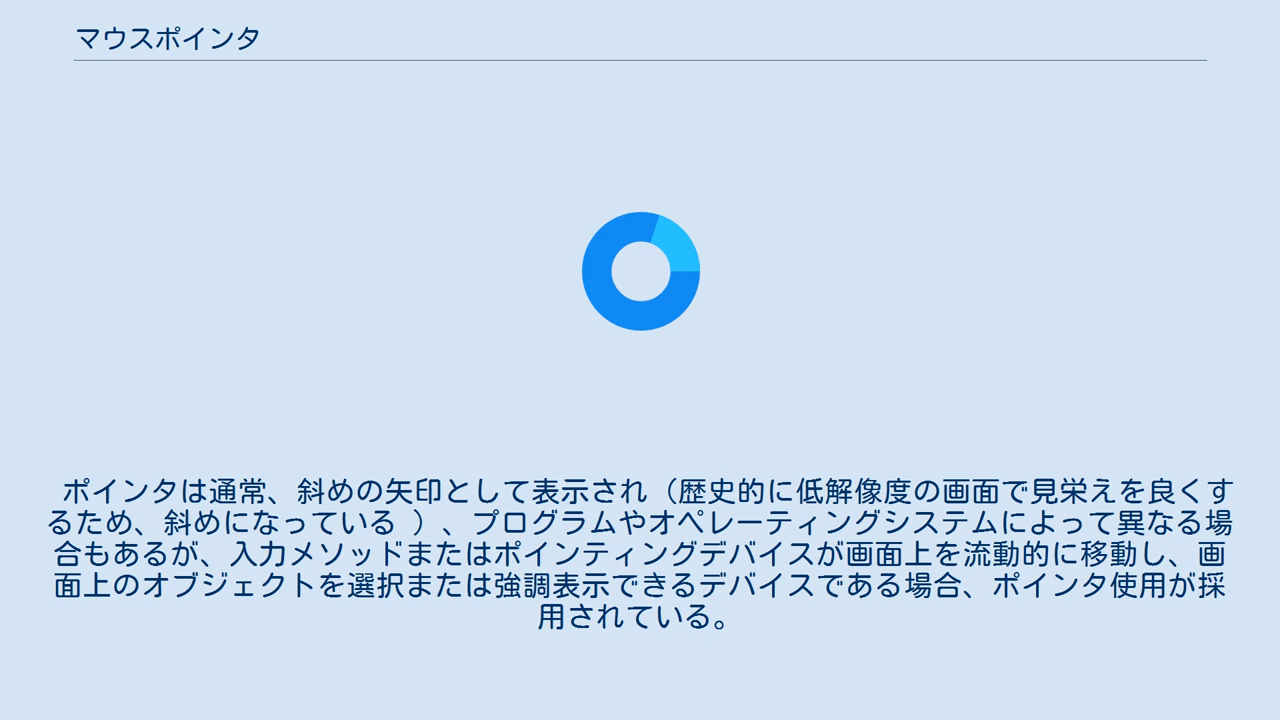 マウスポインタ
ポインタは通常、斜めの矢印として表示され（歴史的に低解像度の画面で見栄えを良くす
るため、斜めになっている ）、プログラムやオペレーティングシステムによって異なる場
合もあるが、入力メソッドまたはポインティングデバイスが画面上を流動的に移動し、画
面上のオブジェクトを選択または強調表示できるデバイスである場合、ポインタ使用が採
用されている。